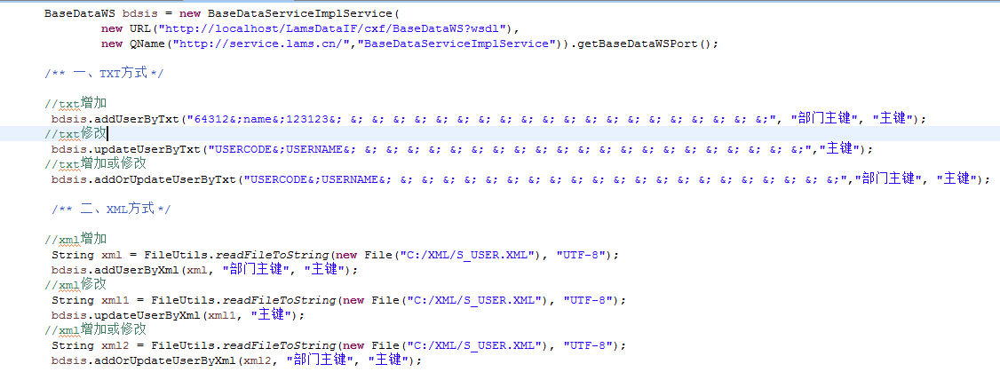 BaseDataWS bdsis = new BaseDataServiceImplService(
new URL("http://localhost/LamsDataIF/cxf/BaseDataWS?wsdl"),
new QName("http://service.lams.cn/","BaseDataServiceImplService")).getBaseDataWSPort();
/** 一、TXT方式 */
//txt增加
bdsis.addUserByTxt("64312&;name&;123123&; &; &; &; &; &; &; &; &; &; &; &; &; &; &; &; &; &; &; &; &; &;", "部门主键", "主键");
//txt修改
bdsis.updateUserByTxt("USERCODE&;USERNAME&; &; &; &; &; &; &; &; &; &; &; &; &; &; &; &; &; &; &; &; &; &;","主键");
//txt增加或修改
bdsis.addOrUpdateUserByTxt("USERCODE&;USERNAME&; &; &; &; &; &; &; &; &; &; &; &; &; &; &; &; &; &; &; &; &; &;","部门主键", "主键");
/** 二、XML方式 */
//xml增加
String xml = FileUtils.readFileToString(new File("C:/XML/S_USER.XML"), "UTF-8");
bdsis.addUserByXml(xml, "部门主键", "主键");
//xml修改
String xml1 = FileUtils.readFileToString(new File("C:/XML/S_USER.XML"), "UTF-8");
bdsis.updateUserByXml(xml1, "主键");
//xml增加或修改
String xml2 = FileUtils.readFileToString(new File("C:/XML/S_USER.XML"), "UTF-8");
bdsis.addOrUpdateUserByXml(xml2, "部门主键", "主键");